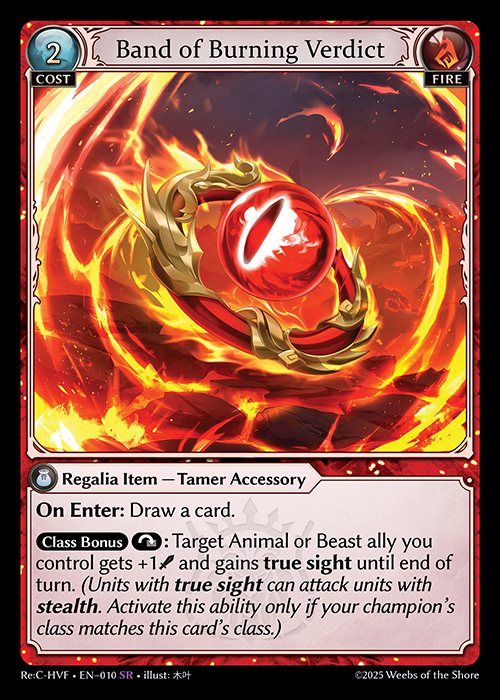 2
COST
Band of Burning Verdict
FIRE
Regalia Item — Tamer Accessory
On Enter: Draw a card.
Class Bonus : Target Animal or Beast ally you
control gets +1 and gains true sight until end of
turn. (Units with true sight can attack units with
stealth. Activate this ability only if your champion's
class matches this card's class.)
Re:C-HVF • EN-010 SR • illust: 木叶
©2025 Weebs of the Shore